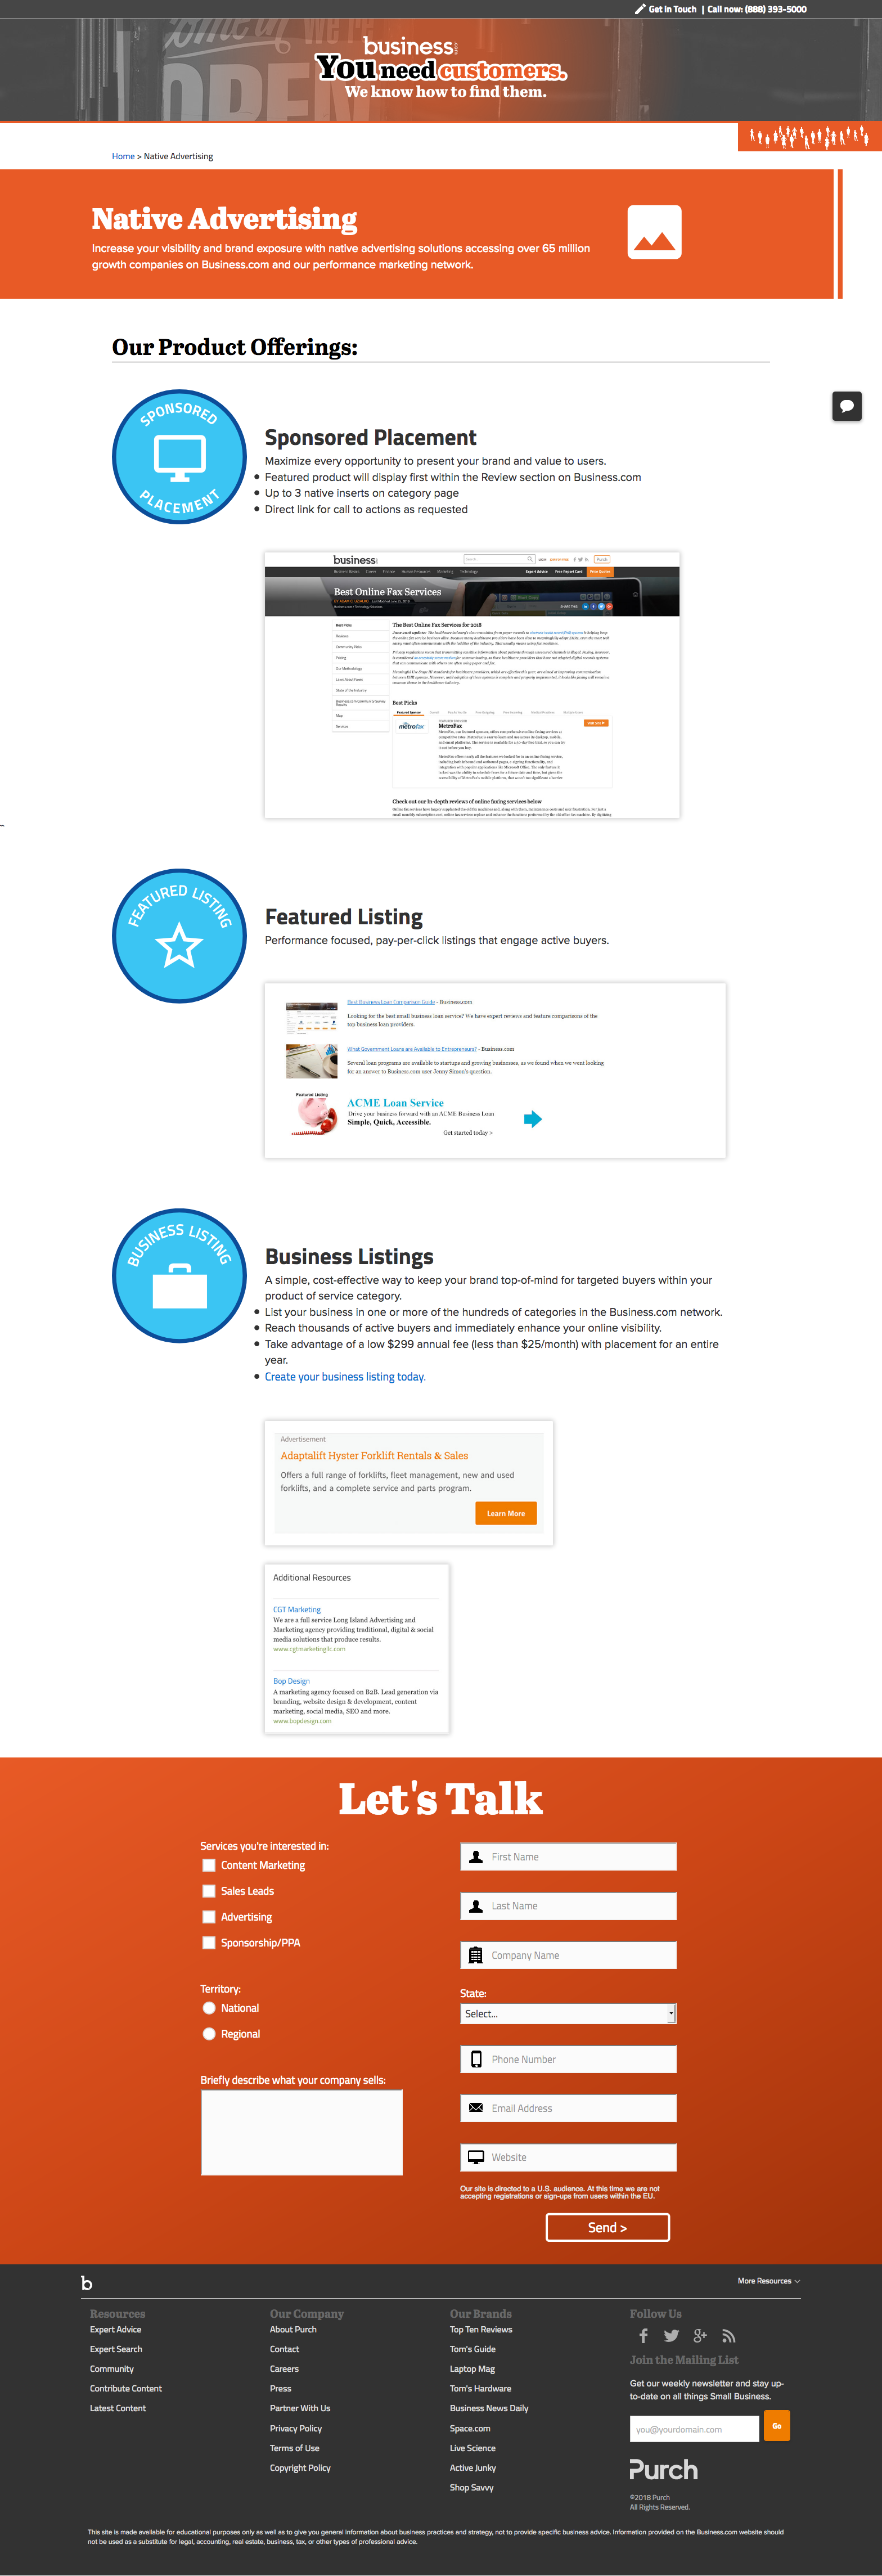 Get In Touch | Call now: (888) 393-5000
business.com
You need customers.
We know how to find them.
Home > Native Advertising
Native Advertising
Increase your visibility and brand exposure with native advertising solutions accessing over 65 million
growth companies on Business.com and our performance marketing network.
Our Product Offerings:
SPONSORED
PLACEMENT
Sponsored Placement
Maximize every opportunity to present your brand and value to users.
Featured product will display first within the Review section on Business.com
Up to 3 native inserts on category page
Direct link for call to actions as requested
business
Best Online Fax Services
The Best Online Fax Services for 2018
Best Picks
MetroFax
Check out our in-depth reviews of online faxing services below
FEATURED LISTING
Featured Listing
Performance focused, pay-per-click listings that engage active buyers.
Best Business Loan Comparison Guide - Business.com
Looking for the best small business loan service? We have expert reviews and feature comparisons of the
top business loan providers.
What Government Loans are Available to Entrepreneurs? - Business.com
Several loan programs are available to startups and growing businesses, as we found when we went looking
for an answer to Business.com user Jenny Simon's question.
Featured Listing
ACME Loan Service
Drive your business forward with an ACME Business Loan
Simple, Quick, Accessible.
Get started today >
BUSINESS LISTING
Business Listings
A simple, cost-effective way to keep your brand top-of-mind for targeted buyers within your
product of service category.
List your business in one or more of the hundreds of categories in the Business.com network.
Reach thousands of active buyers and immediately enhance your online visibility.
Take advantage of a low $299 annual fee (less than $25/month) with placement for an entire
year.
Create your business listing today.
Advertisement
Adaptalift Hyster Forklift Rentals & Sales
Offers a full range of forklifts, fleet management, new and used
forklifts, and a complete service and parts program.
Learn More
Additional Resources
CGT Marketing
We are a full service Long Island Advertising and
Marketing agency providing traditional, digital & social
media solutions that produce results.
www.cgtmarketingllc.com
Bop Design
A marketing agency focused on B2B. Lead generation via
branding, website design & development, content
marketing, social media, SEO and more.
www.bopdesign.com
Let's Talk
Services you're interested in:
Content Marketing
Sales Leads
Advertising
Sponsorship/PPA
Territory:
National
Regional
Briefly describe what your company sells:
First Name
Last Name
Company Name
State:
Select...
Phone Number
Email Address
Website
Our site is directed to a U.S. audience. At this time we are not
accepting registrations or sign-ups from users within the EU.
Send >
b
More Resources
Resources
Expert Advice
Expert Search
Community
Contribute Content
Latest Content
Our Company
About Purch
Contact
Careers
Press
Partner With Us
Privacy Policy
Terms of Use
Copyright Policy
Our Brands
Top Ten Reviews
Tom's Guide
Laptop Mag
Tom's Hardware
Business News Daily
Space.com
Live Science
Active Junky
Shop Savvy
Follow Us
Join the Mailing List
Get our weekly newsletter and stay up-
to-date on all things Small Business.
you@yourdomain.com
Go
Purch
©2018 Purch
All Rights Reserved.
This site is made available for educational purposes only as well as to give you general information about business practices and strategy, not to provide specific business advice. Information provided on the Business.com website should
not be used as a substitute for legal, accounting, real estate, business, tax, or other types of professional advice.